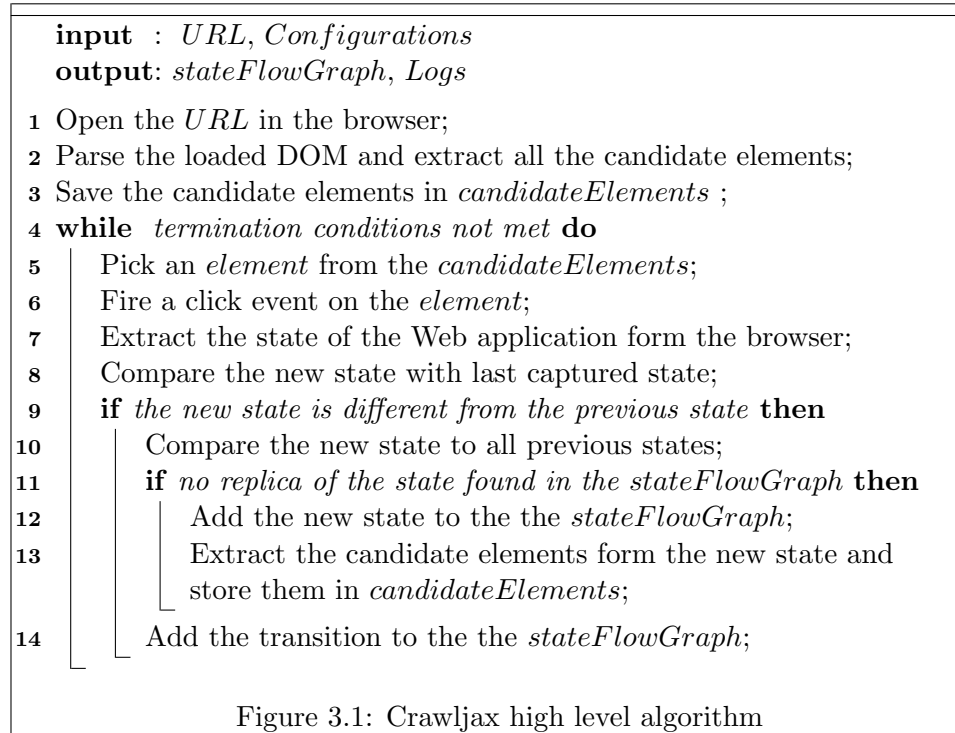 input : URL, Configurations
output: stateFlowGraph, Logs
1 Open the URL in the browser;
2 Parse the loaded DOM and extract all the candidate elements;
3 Save the candidate elements in candidateElements ;
4 while termination conditions not met do
5 Pick an element from the candidateElements;
6 Fire a click event on the element;
7 Extract the state of the Web application form the browser;
8 Compare the new state with last captured state;
9 if the new state is different from the previous state then
10 Compare the new state to all previous states;
11 if no replica of the state found in the stateFlowGraph then
12 Add the new state to the the stateFlowGraph;
13 Extract the candidate elements form the new state and
store them in candidateElements;
14 Add the transition to the the stateFlowGraph;
Figure 3.1: Crawljax high level algorithm